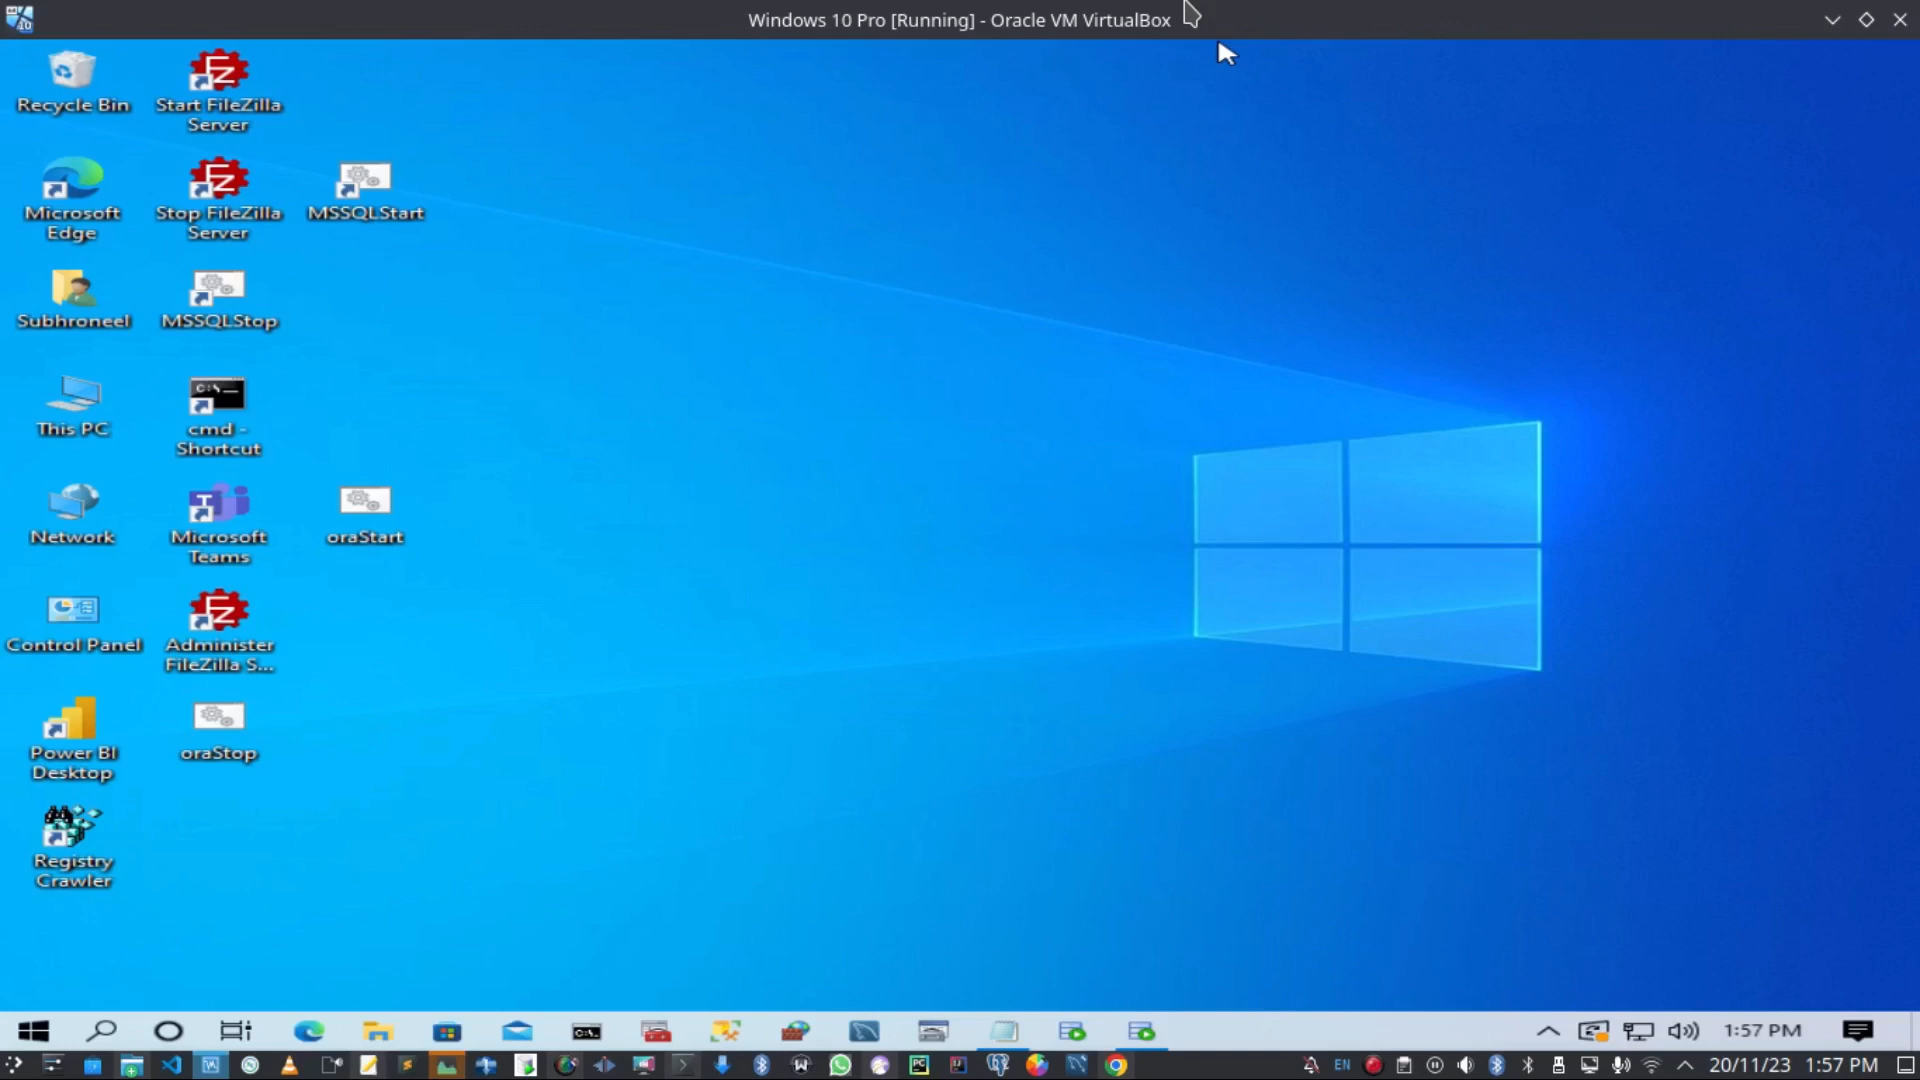 Windows 10 Pro [Running] - Oracle VM VirtualBox
Recycle Bin
Start FileZilla
Server
Microsoft
Edge
Stop FileZilla
Server
MSSQLStart
Subhroneel
MSSQLStop
This PC
cmd -
Shortcut
Network
Microsoft
Teams
oraStart
Control Panel
Administer
FileZilla S...
Power BI
Desktop
oraStop
Registry
Crawler
1:57 PM
EN
20/11/23 1:57 PM